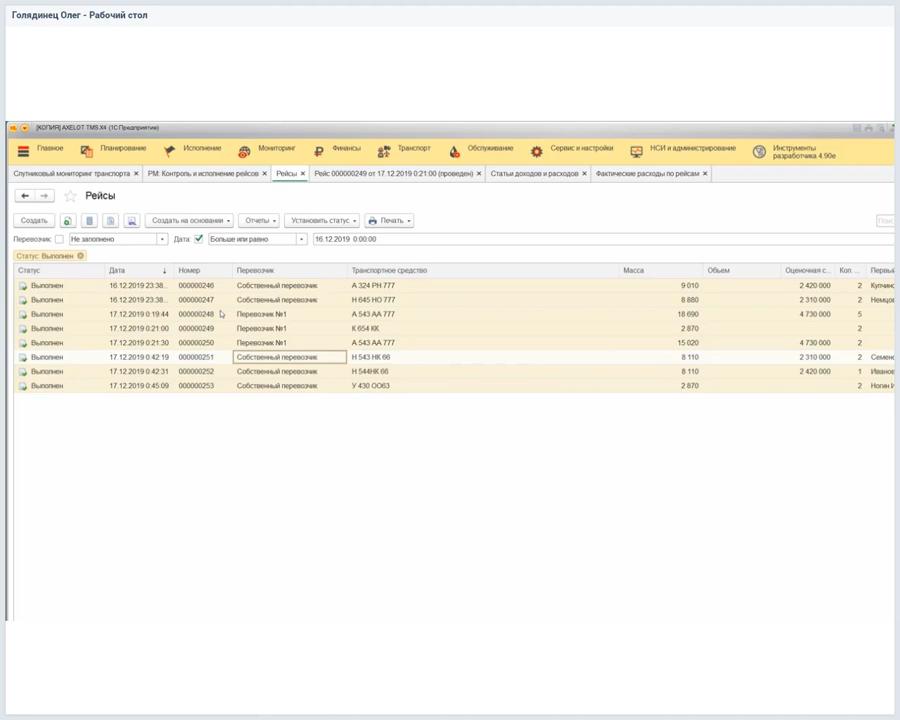 Голядинец Олег - Рабочий стол
[КОПИЯ] AXELOT TMS X4 (1С:Предприятие)
Главное Планирование Исполнение Мониторинг Финансы Транспорт Обслуживание Сервис и настройки НСИ и администрирование Инструменты разработчика 4.90e
Спутниковый мониторинг транспорта × РМ: Контроль и исполнение рейсов × Рейсы × Рейс 000000249 от 17.12.2019 0:21:00 (проведен) × Статьи доходов и расходов × Фактические расходы по рейсам ×
Рейсы
Создать Создать на основании Отчеты Установить статус Печать
Перевозчик: Не заполнено Дата: Больше или равно 16.12.2019 0:00:00
Статус: Выполнен
Статус Дата ↓ Номер Перевозчик Транспортное средство Масса Объем Оценочная с... Кол ... Первый
Выполнен 16.12.2019 23:38... 000000246 Собственный перевозчик А 324 РН 777 9 010 2 420 000 2
Выполнен 16.12.2019 23:38... 000000247 Собственный перевозчик Н 645 НО 777 8 880 2 310 000 2
Выполнен 17.12.2019 0:19:44 000000248 Перевозчик №1 А 543 АА 777 18 690 4 730 000 5
Выполнен 17.12.2019 0:21:00 000000249 Перевозчик №1 К 654 КК 2 870 2
Выполнен 17.12.2019 0:21:30 000000250 Перевозчик №1 А 543 АА 777 15 020 4 730 000 2
Выполнен 17.12.2019 0:42:19 000000251 Собственный перевозчик Н 543 НК 66 8 110 2 310 000 2
Выполнен 17.12.2019 0:42:31 000000252 Собственный перевозчик Н 544НК 66 8 110 2 420 000 1
Выполнен 17.12.2019 0:45:09 000000253 Собственный перевозчик У 430 ОО63 2 870 2